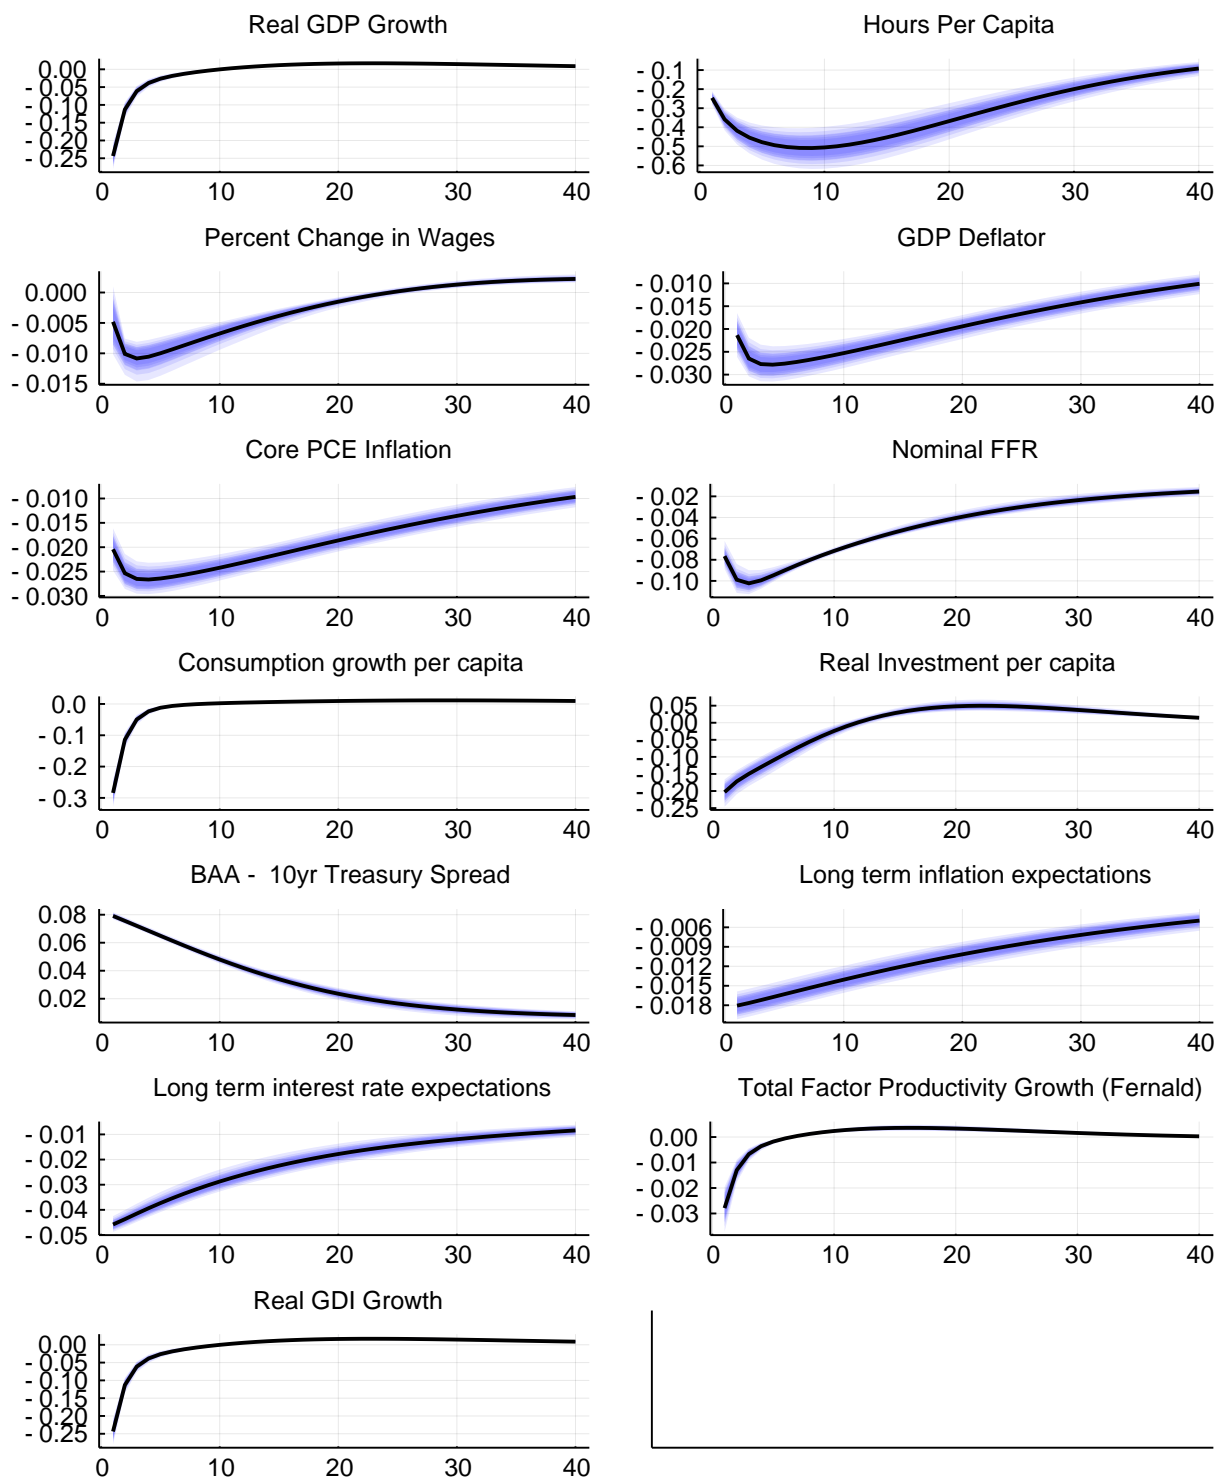 Real GDP Growth
Hours Per Capita
0.00
- 0.05
- 0.10
- 0.15
- 0.20
- 0.25
0 10 20 30 40
- 0.1
- 0.2
- 0.3
- 0.4
- 0.5
- 0.6
0 10 20 30 40
Percent Change in Wages
GDP Deflator
0.000
- 0.005
- 0.010
- 0.015
0 10 20 30 40
- 0.010
- 0.015
- 0.020
- 0.025
- 0.030
0 10 20 30 40
Core PCE Inflation
Nominal FFR
- 0.010
- 0.015
- 0.020
- 0.025
- 0.030
0 10 20 30 40
- 0.02
- 0.04
- 0.06
- 0.08
- 0.10
0 10 20 30 40
Consumption growth per capita
Real Investment per capita
0.0
- 0.1
- 0.2
- 0.3
0 10 20 30 40
0.05
0.00
- 0.05
- 0.10
- 0.15
- 0.20
- 0.25
0 10 20 30 40
BAA - 10yr Treasury Spread
Long term inflation expectations
0.08
0.06
0.04
0.02
0 10 20 30 40
- 0.006
- 0.009
- 0.012
- 0.015
- 0.018
0 10 20 30 40
Long term interest rate expectations
Total Factor Productivity Growth (Fernald)
- 0.01
- 0.02
- 0.03
- 0.04
- 0.05
0 10 20 30 40
0.00
- 0.01
- 0.02
- 0.03
0 10 20 30 40
Real GDI Growth
0.00
- 0.05
- 0.10
- 0.15
- 0.20
- 0.25
0 10 20 30 40